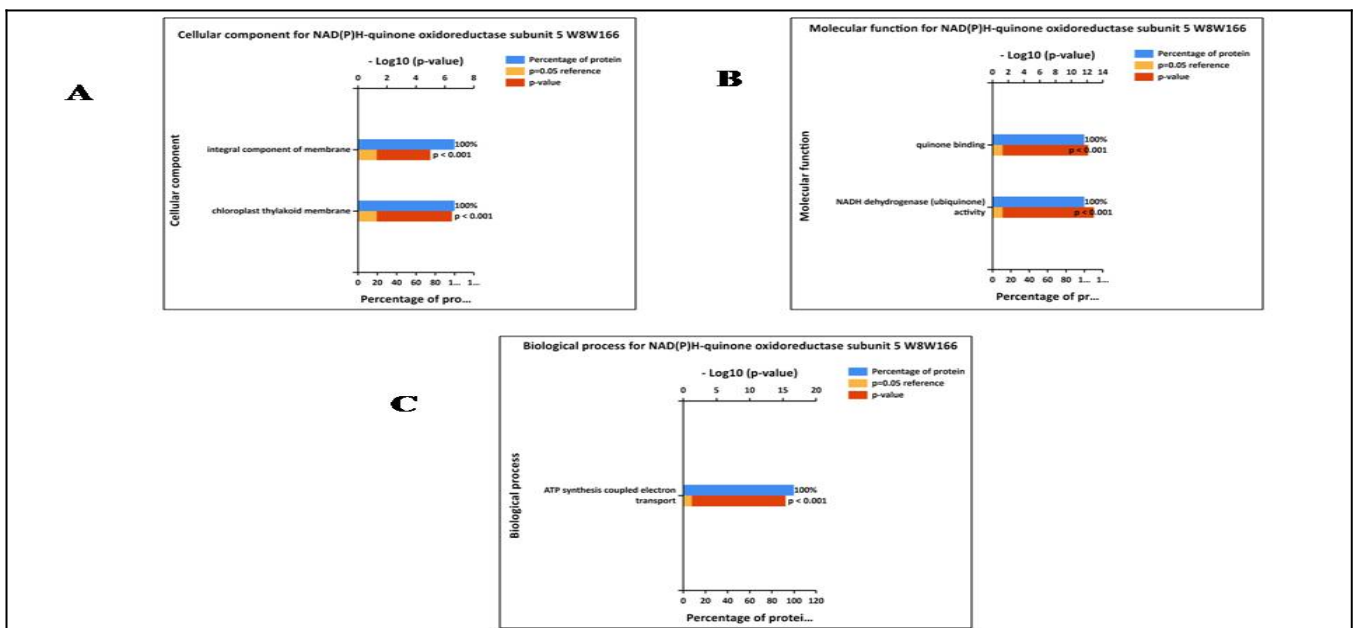 A
Cellular component for NAD(P)H-quinone oxidoreductase subunit 5 W8W166
- Log10 (p-value)
0 2 4 6 8
Percentage of protein
p=0.05 reference
p-value
Cellular component
integral component of membrane
100%
p < 0.001
chloroplast thylakoid membrane
100%
p < 0.001
0 20 40 60 80 1... 1...
Percentage of pro...
B
Molecular function for NAD(P)H-quinone oxidoreductase subunit 5 W8W166
- Log10 (p-value)
0 2 4 6 8 10 12 14
Percentage of protein
p=0.05 reference
p-value
Molecular function
quinone binding
100%
p < 0.001
NADH dehydrogenase (ubiquinone)
activity
100%
p < 0.001
0 20 40 60 80 1... 1...
Percentage of pr...
C
Biological process for NAD(P)H-quinone oxidoreductase subunit 5 W8W166
- Log10 (p-value)
0 5 10 15 20
Percentage of protein
p=0.05 reference
p-value
Biological process
ATP synthesis coupled electron
transport
100%
p < 0.001
0 20 40 60 80 100 120
Percentage of protei...